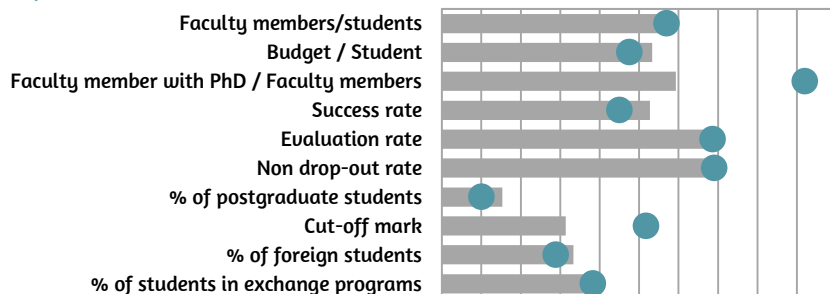 Faculty members/students
Budget / Student
Faculty member with PhD / Faculty members
Success rate
Evaluation rate
Non drop-out rate
% of postgraduate students
Cut-off mark
% of foreign students
% of students in exchange programs